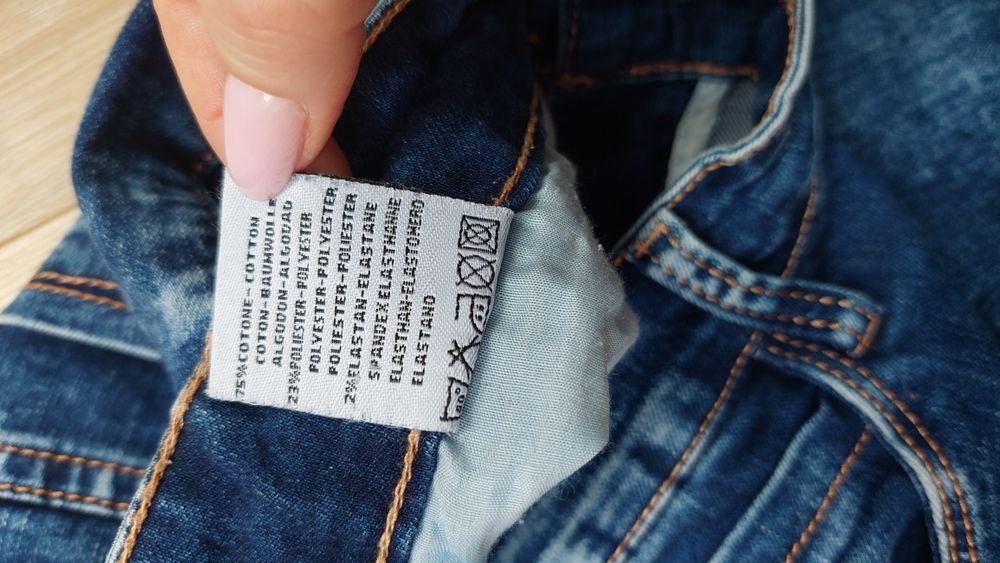 75%COTONE-COTTON
COTON-BAUMWOLLE
ALGODON-ALGODAO
23%POLIESTER-POLYESTER
POLYESTER-POLYESTER
POLIESTER-POLIESTER
2%ELASTAN-ELASTANE
SPANDEX ELASTHANNE
ELASTHAN-ELASTOMERO
ELASTANO
40°